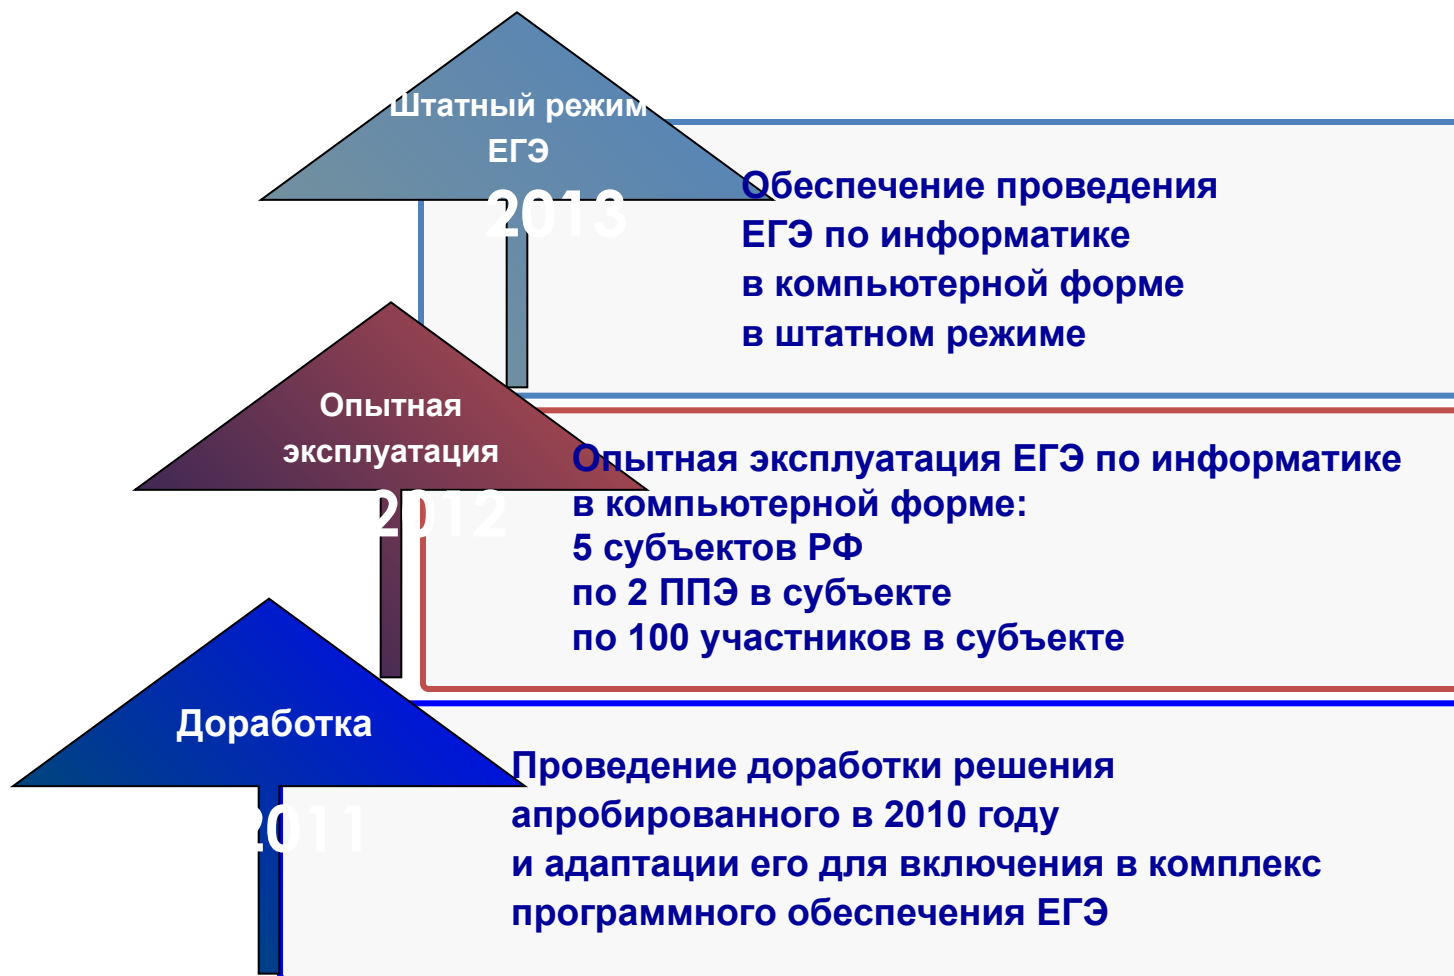 Штатный режим
ЕГЭ
2013
Обеспечение проведения
ЕГЭ по информатике
в компьютерной форме
в штатном режиме
Опытная
эксплуатация
2012
Опытная эксплуатация ЕГЭ по информатике
в компьютерной форме:
5 субъектов РФ
по 2 ППЭ в субъекте
по 100 участников в субъекте
Доработка
2011
Проведение доработки решения
апробированного в 2010 году
и адаптации его для включения в комплекс
программного обеспечения ЕГЭ